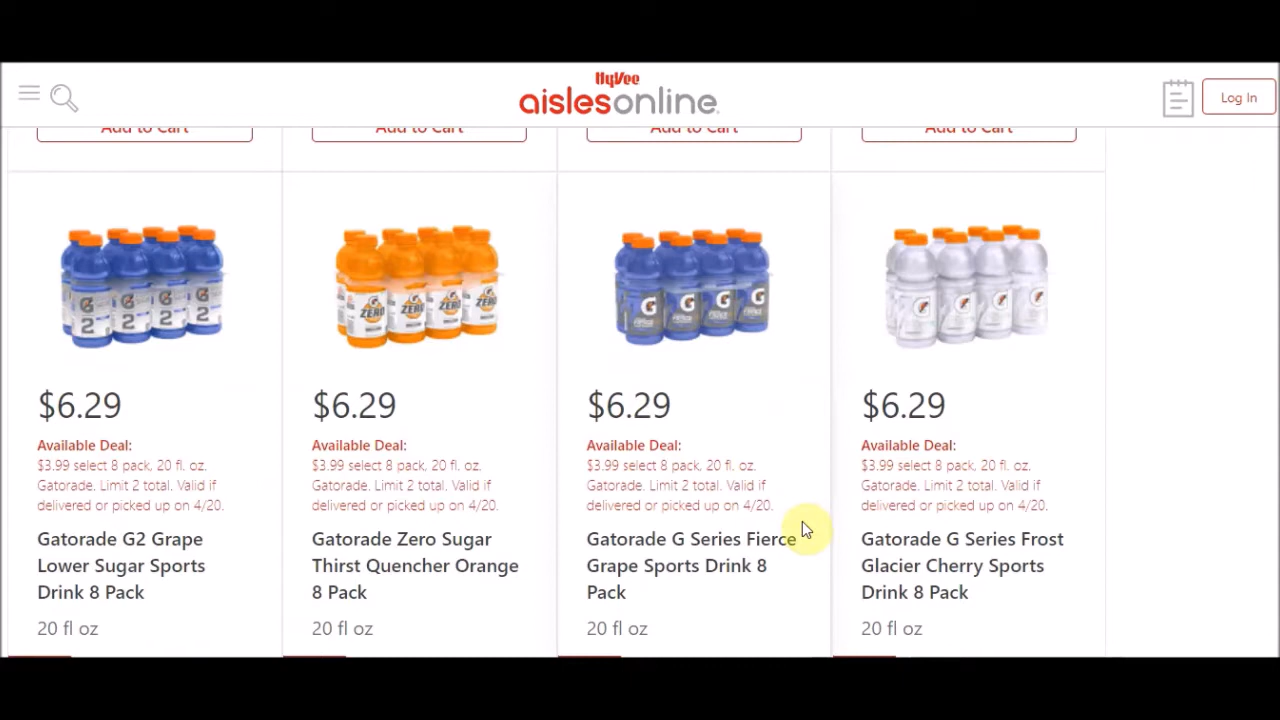 HyVee
aislesonline.
Log In
Add to Cart
Add to Cart
Add to Cart
Add to Cart
G 2
2
2
2
G ZERO
ZERO
ZERO
ZERO
G
G
G
G
$6.29
$6.29
$6.29
$6.29
Available Deal:
$3.99 select 8 pack, 20 fl. oz.
Gatorade. Limit 2 total. Valid if
delivered or picked up on 4/20.
Available Deal:
$3.99 select 8 pack, 20 fl. oz.
Gatorade. Limit 2 total. Valid if
delivered or picked up on 4/20.
Available Deal:
$3.99 select 8 pack, 20 fl. oz.
Gatorade. Limit 2 total. Valid if
delivered or picked up on 4/20.
Available Deal:
$3.99 select 8 pack, 20 fl. oz.
Gatorade. Limit 2 total. Valid if
delivered or picked up on 4/20.
Gatorade G2 Grape
Lower Sugar Sports
Drink 8 Pack
20 fl oz
Gatorade Zero Sugar
Thirst Quencher Orange
8 Pack
20 fl oz
Gatorade G Series Fierce
Grape Sports Drink 8
Pack
20 fl oz
Gatorade G Series Frost
Glacier Cherry Sports
Drink 8 Pack
20 fl oz